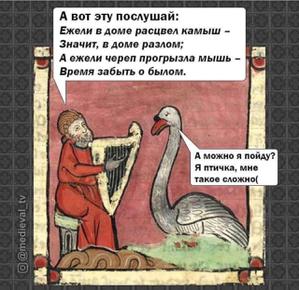 А вот эту послушай:
Ежели в доме расцвел камыш –
Значит, в доме разлом;
А ежели череп прогрызла мышь –
Время забыть о былом.
А можно я пойду?
Я птичка, мне
такое сложно(
@medieval_tv